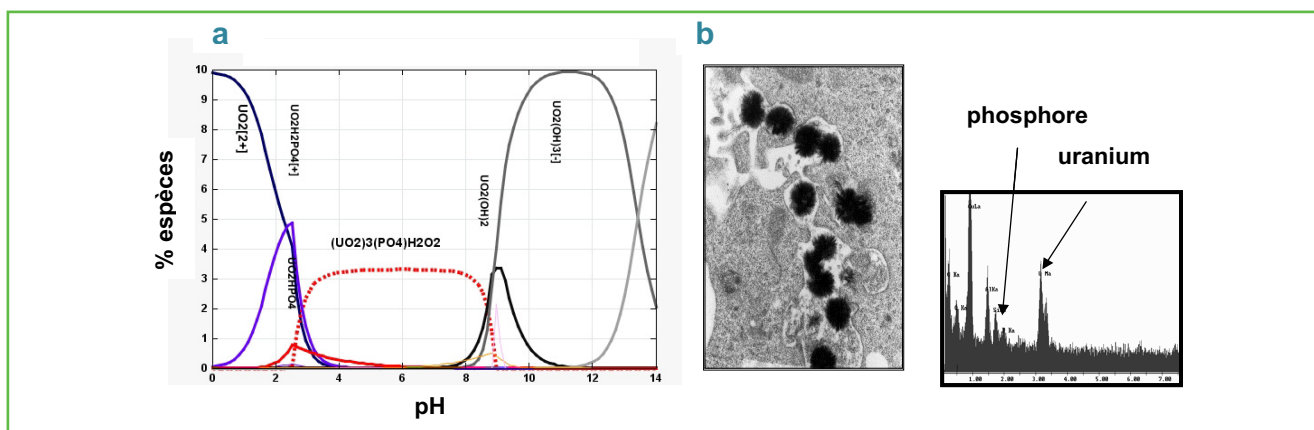 a
b
10
9
8
7
6
5
4
3
2
1
0
% espèces
UO2[2+]
UO2H2PO4[+]
UO2HPO4
(UO2)3(PO4)H2O2
UO2(OH)2
UO2(OH)3[-]
0 2 4 6 8 10 12 14
pH
phosphore
uranium
CuLa
1.00 2.00 3.00 4.00 5.00 6.00 7.00